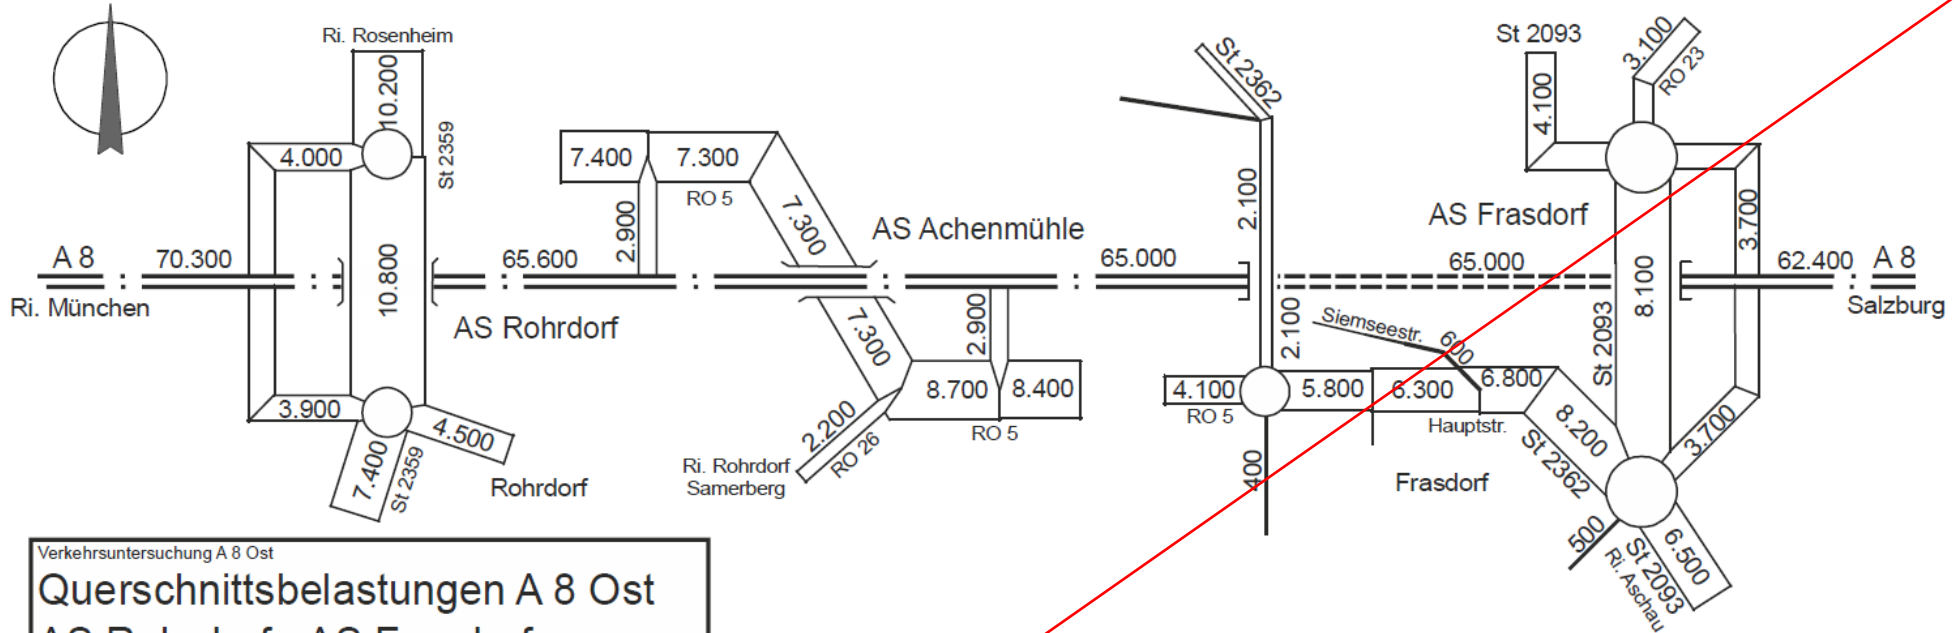 Ri. Rosenheim
10.200
St 2359
4.000
A 8
70.300
Ri. München
10.800
65.600
AS Rohrdorf
3.900
7.400
St 2359
4.500
Rohrdorf
7.400
7.300
RO 5
2.900
7.300
AS Achenmühle
7.300
2.900
8.700
8.400
RO 5
2.200
RO 26
Ri. Rohrdorf
Samerberg
65.000
St 2362
2.100
2.100
4.100
RO 5
400
5.800
6.300
Hauptstr.
Siemseestr.
600
6.800
8.200
St 2362
Frasdorf
St 2093
4.100
3.100
RO 23
AS Frasdorf
65.000
St 2093
8.100
3.700
3.700
62.400
A 8
Salzburg
500
St 2093
Ri. Aschau
6.500
Verkehrsuntersuchung A 8 Ost
Querschnittsbelastungen A 8 Ost